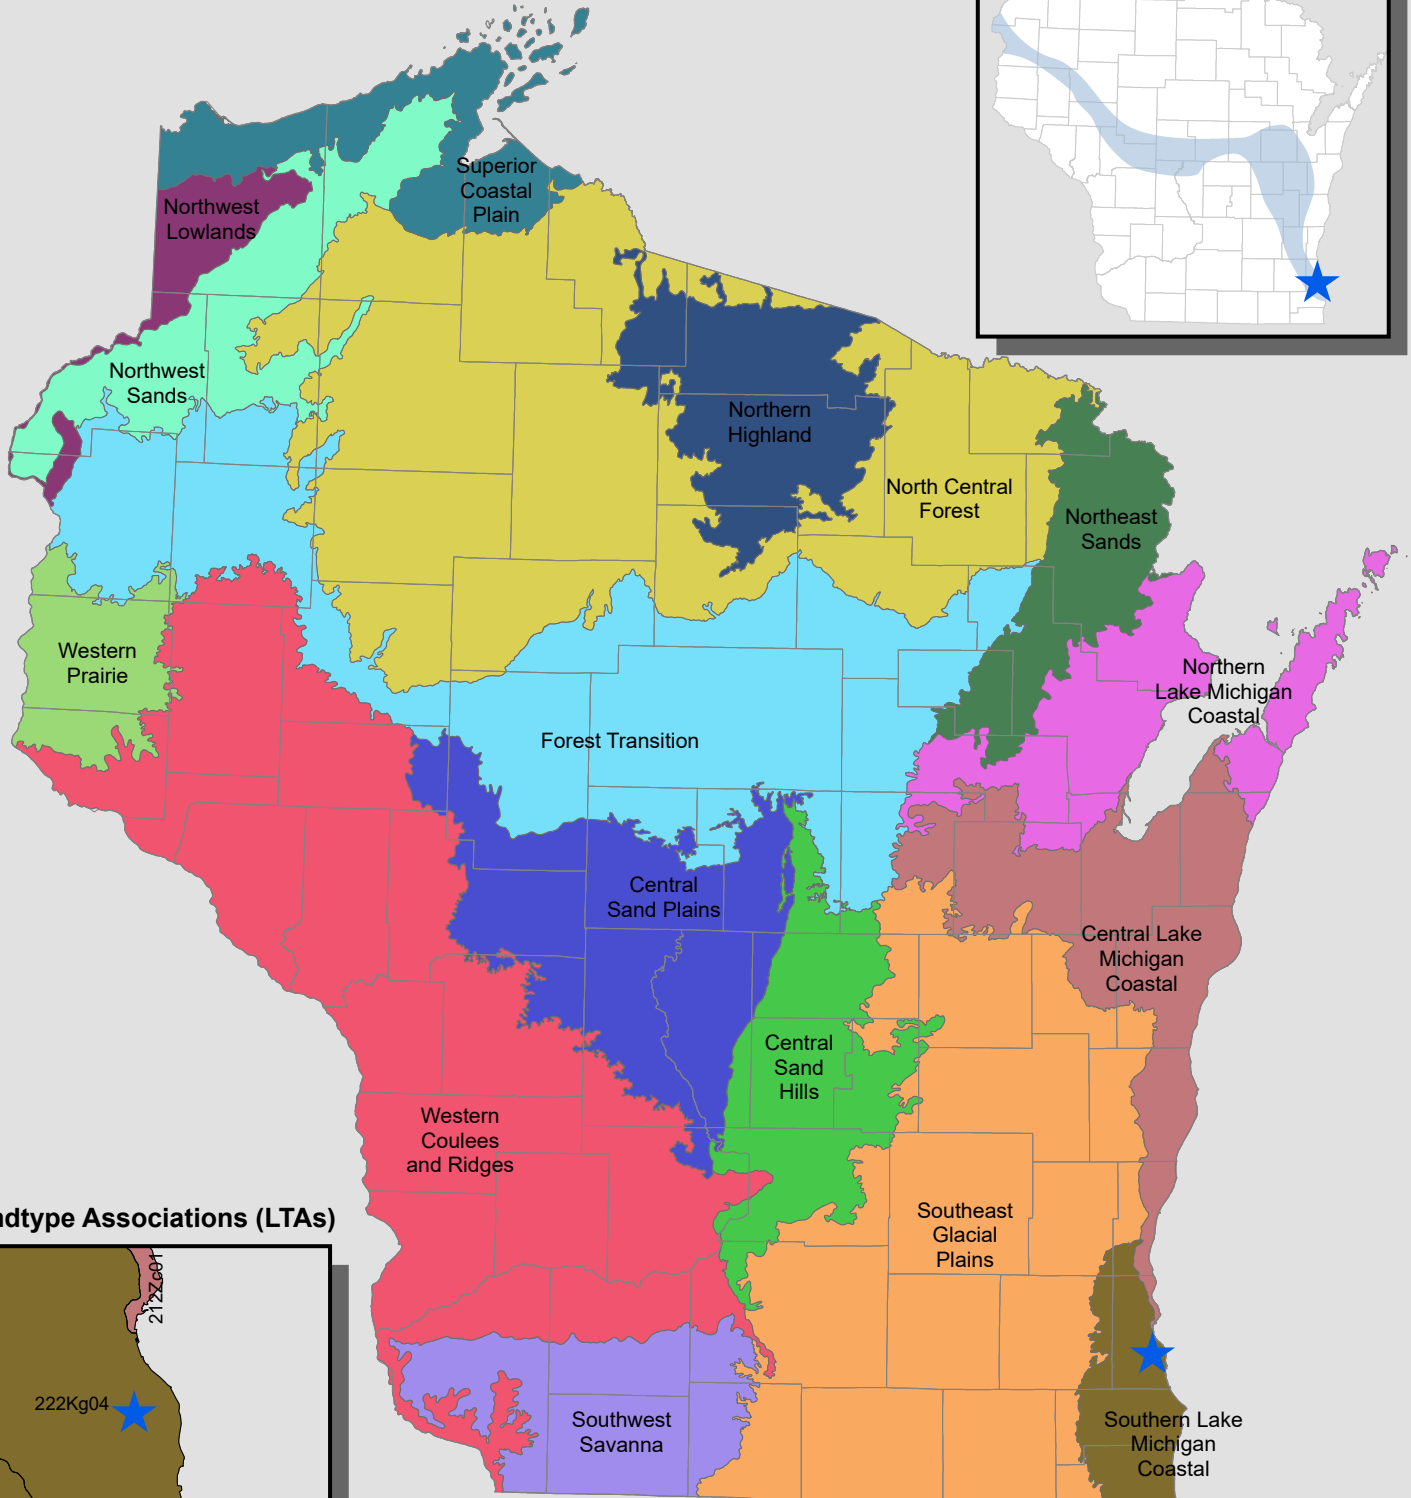 Superior
Coastal
Plain
Northwest
Lowlands
Northwest
Sands
Northern
Highland
North Central
Forest
Northeast
Sands
Western
Prairie
Northern
Lake Michigan
Coastal
Forest Transition
Central
Sand Plains
Central Lake
Michigan
Coastal
Central
Sand
Hills
Western
Coulees
and Ridges
Southeast
Glacial
Plains
Southwest
Savanna
Southern Lake
Michigan
Coastal
dtype Associations (LTAs)
212Zc01
222Kg04